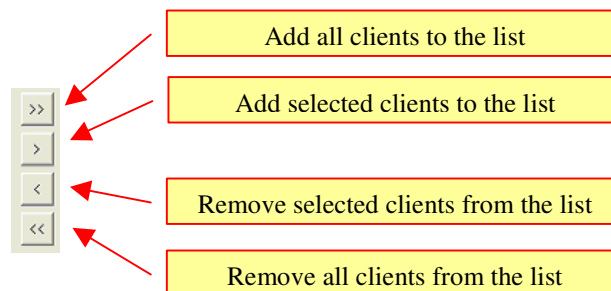 Add all clients to the list
>>
Add selected clients to the list
>
<
Remove selected clients from the list
<<
Remove all clients from the list